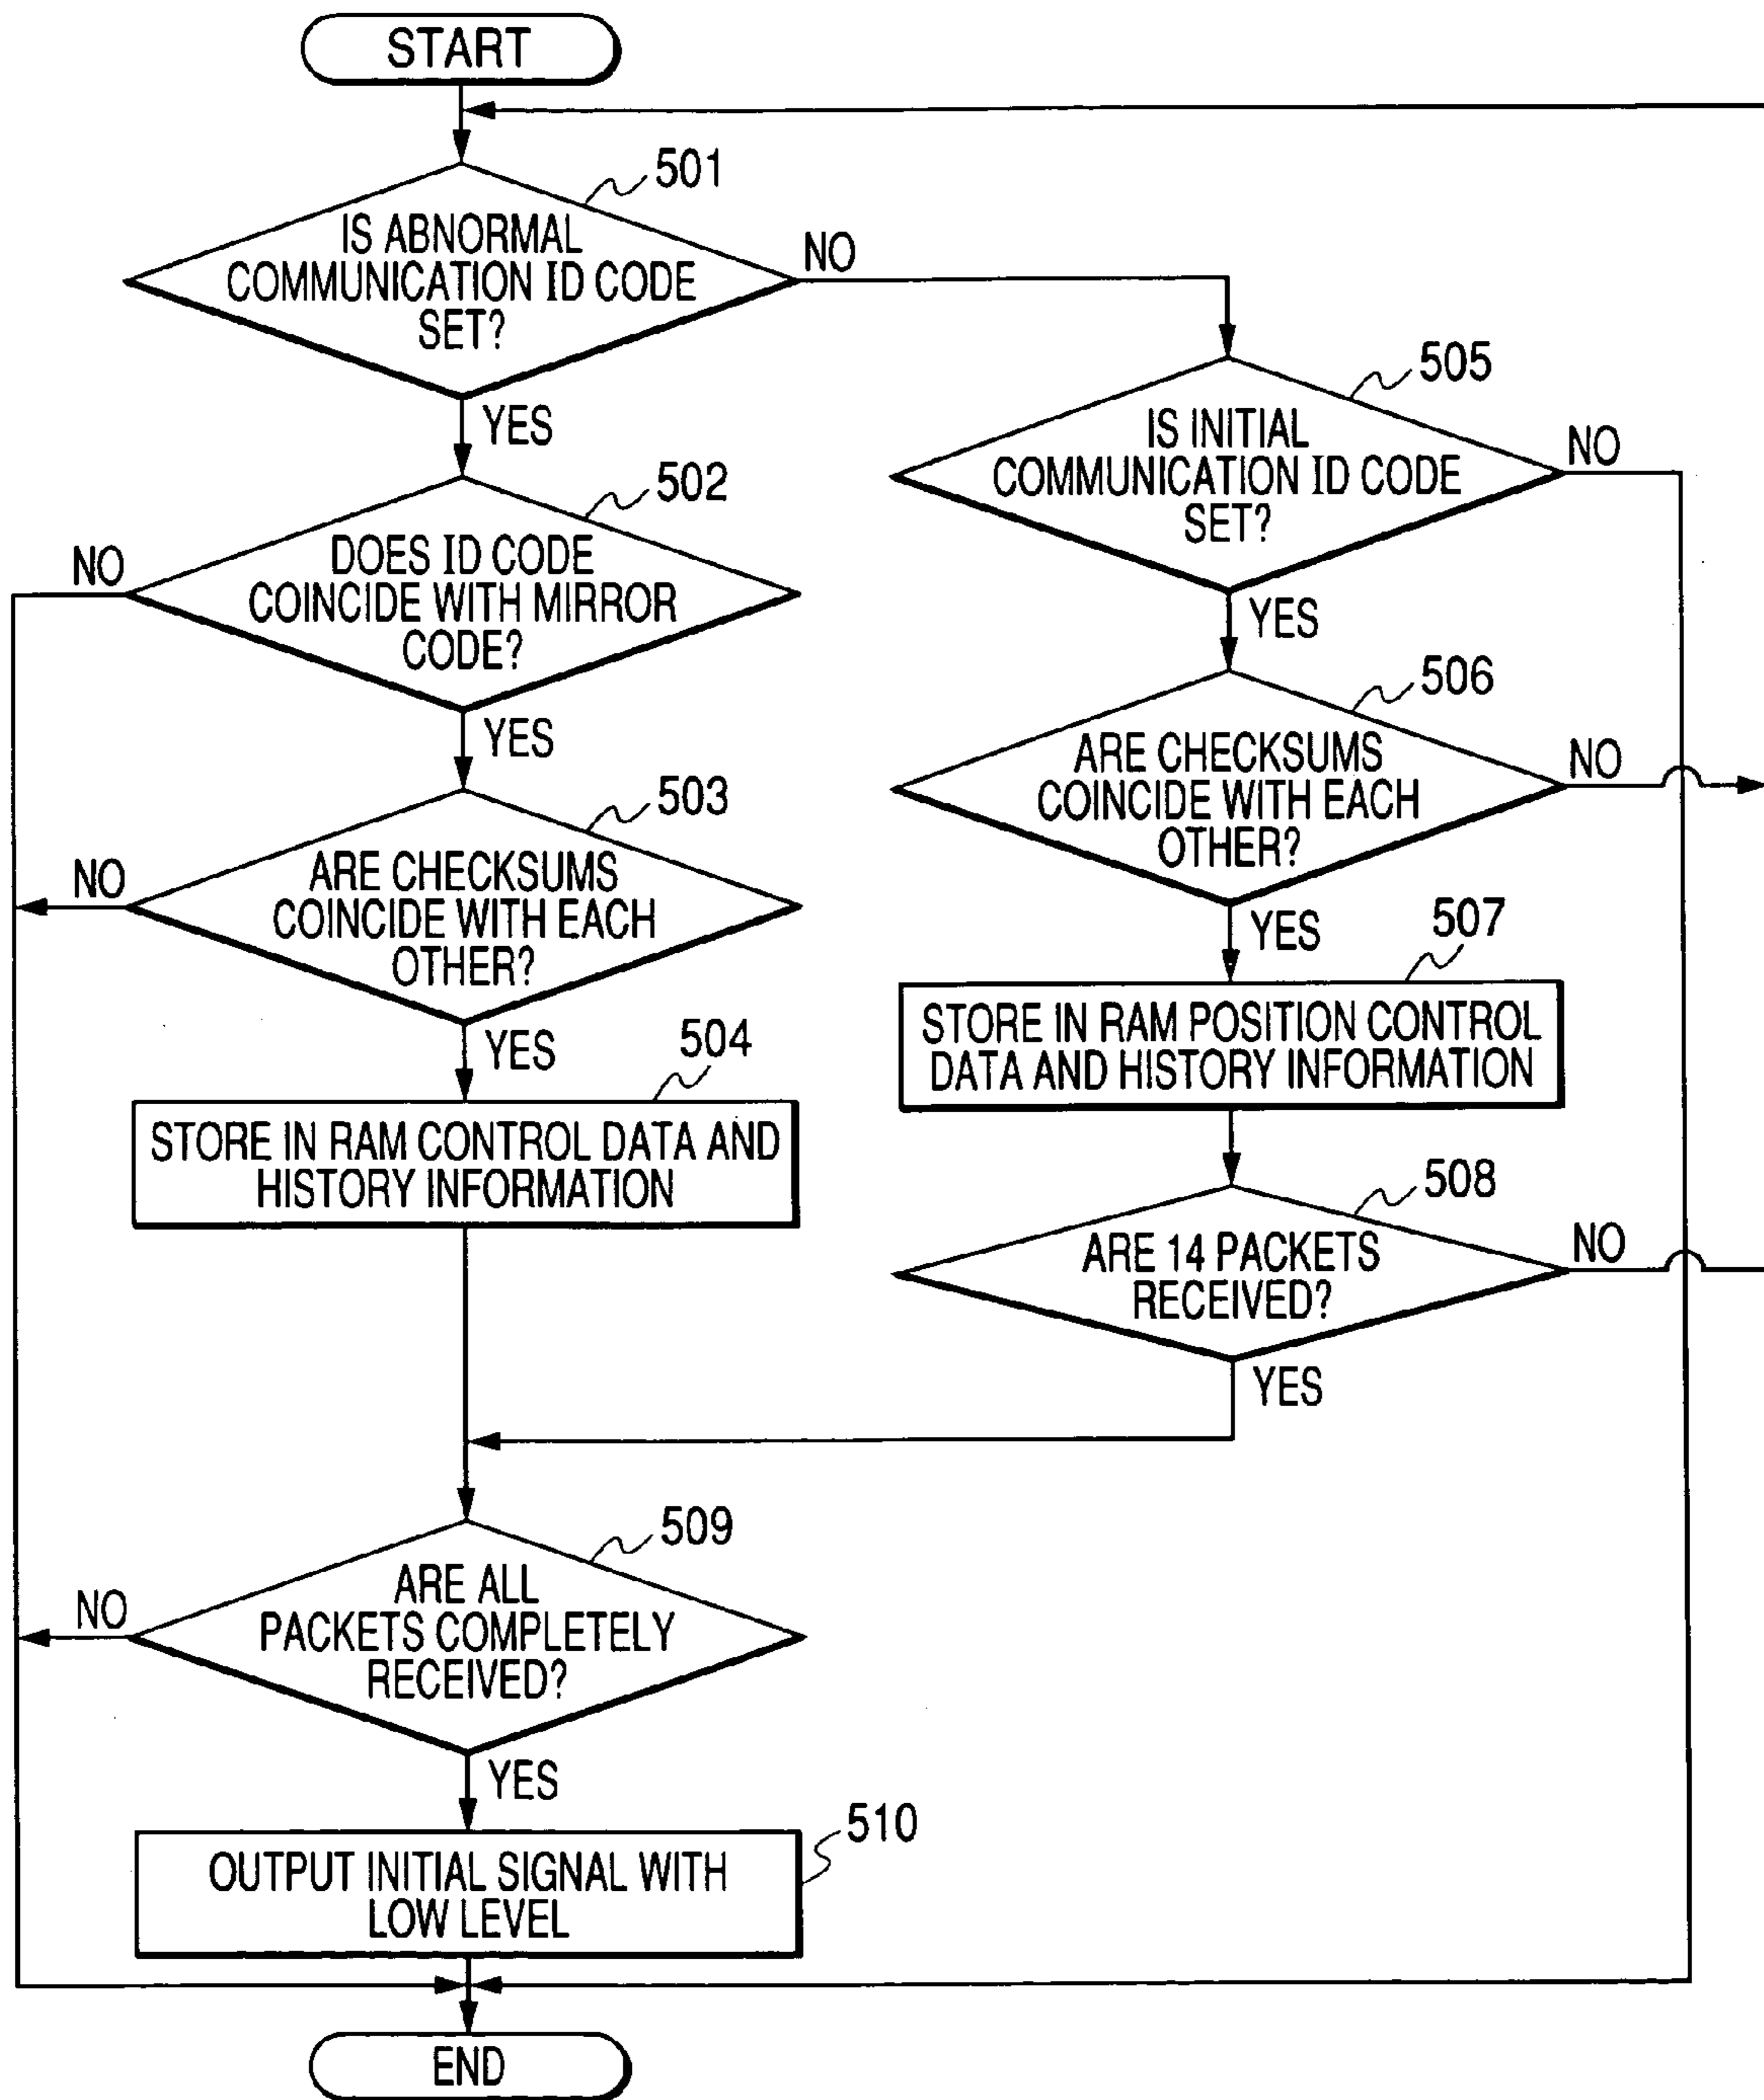 START
501
IS ABNORMAL
COMMUNICATION ID CODE
SET?
NO
YES
502
DOES ID CODE
COINCIDE WITH MIRROR
CODE?
NO
YES
503
ARE CHECKSUMS
COINCIDE WITH EACH
OTHER?
NO
YES
504
STORE IN RAM CONTROL DATA AND
HISTORY INFORMATION
505
IS INITIAL
COMMUNICATION ID CODE
SET?
NO
YES
506
ARE CHECKSUMS
COINCIDE WITH EACH
OTHER?
NO
YES
507
STORE IN RAM POSITION CONTROL
DATA AND HISTORY INFORMATION
508
ARE 14 PACKETS
RECEIVED?
NO
YES
509
ARE ALL
PACKETS COMPLETELY
RECEIVED?
NO
YES
510
OUTPUT INITIAL SIGNAL WITH
LOW LEVEL
END